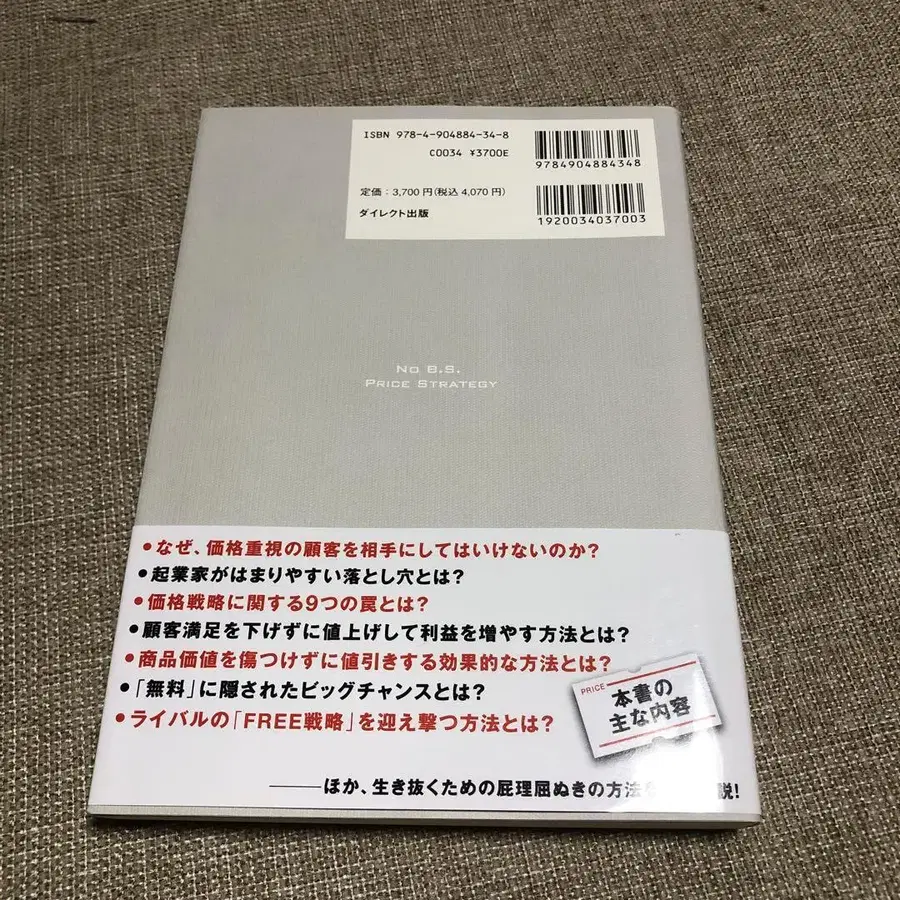 ISBN 978-4-904884-34-8
C0034 ¥3700E
定価：3,700円(税込 4,070円)
ダイレクト出版
9784904884348
1920034037003
No B.S.
Price Strategy
•なぜ、価格重視の顧客を相手にしてはいけないのか?
•起業家がはまりやすい落とし穴とは?
•価格戦略に関する9つの罠とは?
•顧客満足を下げずに値上げして利益を増やす方法とは?
•商品価値を傷つけずに値引きする効果的な方法とは?
•「無料」に隠されたビッグチャンスとは?
•ライバルの「FREE戦略」を迎え撃つ方法とは?
PRICE
本書の
主な内容
——ほか、生き抜くための屁理屈ぬきの方法 説!